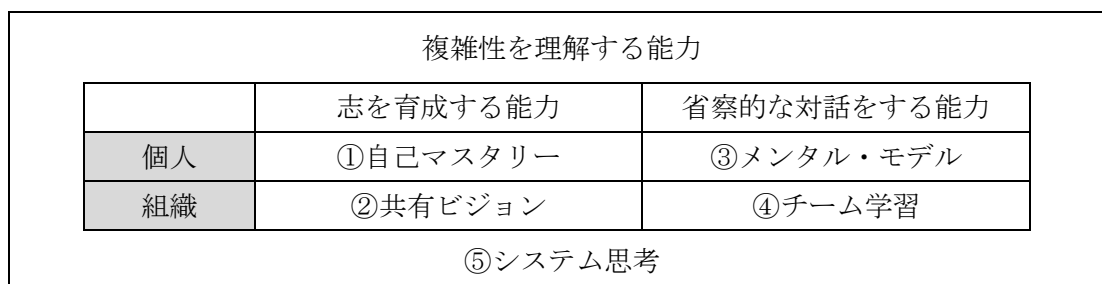 複雑性を理解する能力
志を育成する能力 省察的な対話をする能力
個人 ①自己マスタリー ③メンタル・モデル
組織 ②共有ビジョン ④チーム学習
⑤システム思考